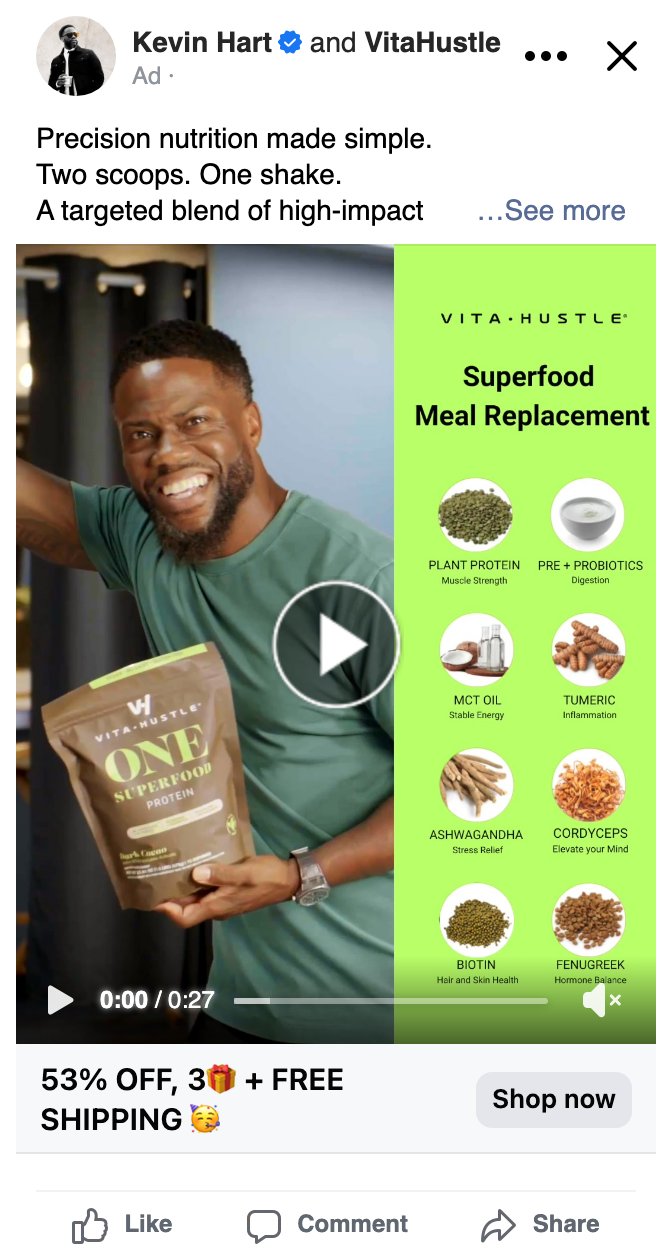 Kevin Hart and VitaHustle
Ad ·
Precision nutrition made simple.
Two scoops. One shake.
A targeted blend of high-impact ...See more
VITA·HUSTLE®
Superfood
Meal Replacement
PLANT PROTEIN
Muscle Strength
PRE + PROBIOTICS
Digestion
MCT OIL
Stable Energy
TUMERIC
Inflammation
ASHWAGANDHA
Stress Relief
CORDYCEPS
Elevate your Mind
BIOTIN
Hair and Skin Health
FENUGREEK
Hormone Balance
VH
VITA·HUSTLE
ONE
SUPERFOOD
PROTEIN
Dark Cacao
0:00 / 0:27
53% OFF, 3🎁 + FREE
SHIPPING 🥳
Shop now
Like
Comment
Share